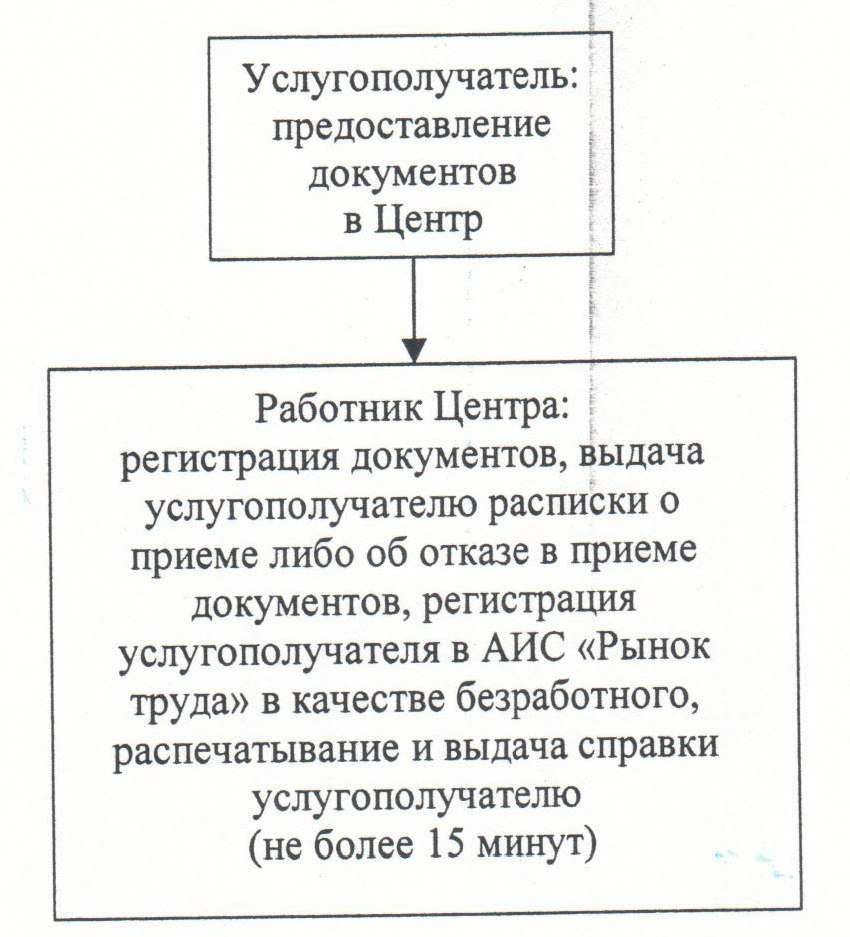 Услугополучатель:
предоставление
документов
в Центр
Работник Центра:
регистрация документов, выдача
услугополучателю расписки о
приеме либо об отказе в приеме
документов, регистрация
услугополучателя в АИС «Рынок
труда» в качестве безработного,
распечатывание и выдача справки
услугополучателю
(не более 15 минут)